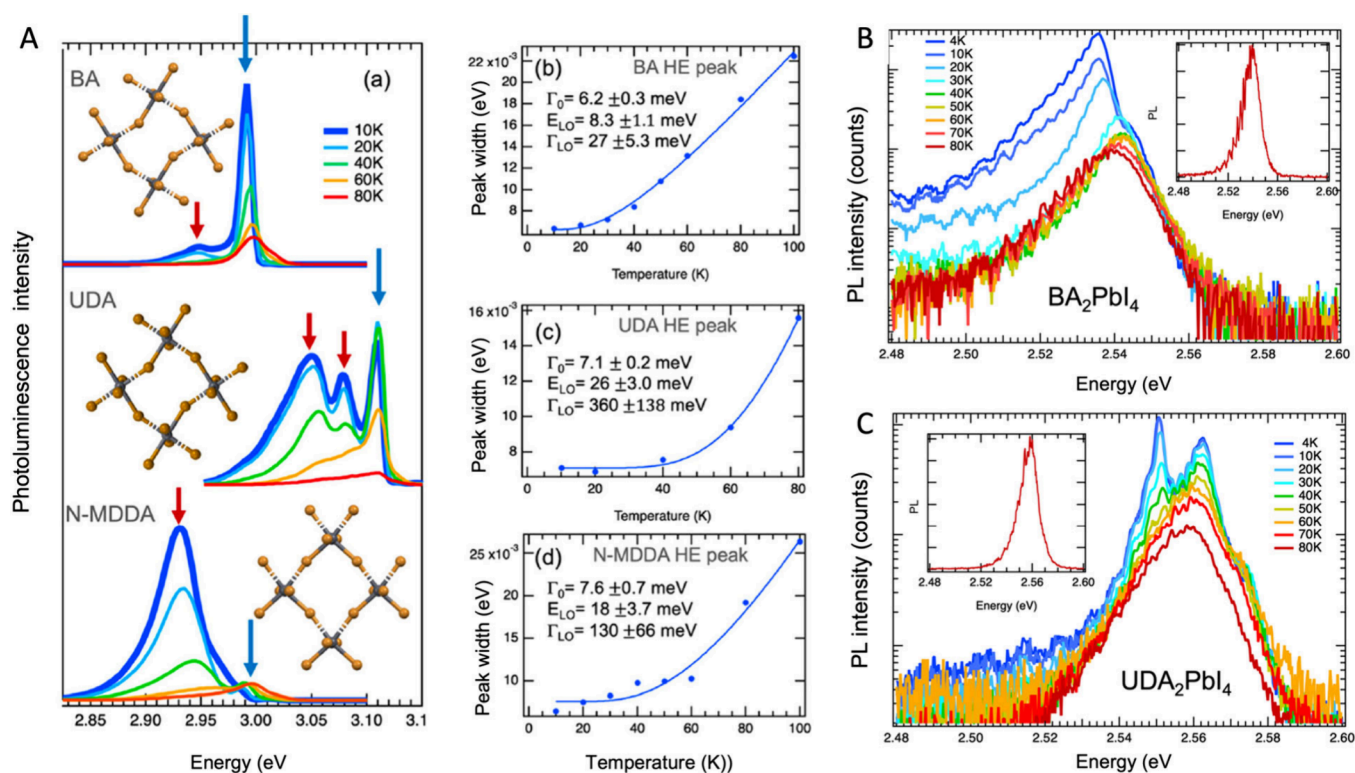 A
BA
(a)
10K
20K
40K
60K
80K
UDA
N-MDDA
Photoluminescence intensity
2.85
2.90
2.95
3.00
3.05
3.10
3.1
Energy (eV
22 x10⁻³
20
18
16
14
12
10
8
(b)
BA HE peak
Γ₀= 6.2 ±0.3 meV
E_LO= 8.3 ±1.1 meV
Γ_LO= 27 ±5.3 meV
Peak width (eV)
0
20
40
60
80
100
Temperature (K)
16 x10⁻³
14
12
10
8
(c)
UDA HE peak
Γ₀= 7.1 ±0.2 meV
E_LO= 26 ±3.0 meV
Γ_LO= 360 ±138 meV
Peak width (eV)
0
20
40
60
80
Temperature (K)
25 x10⁻³
20
15
10
(d)
N-MDDA HE peak
Γ₀= 7.6 ±0.7 meV
E_LO= 18 ±3.7 meV
Γ_LO= 130 ±66 meV
Peak width (eV)
0
20
40
60
80
100
Temperature (K))
B
4K
10K
20K
30K
40K
50K
60K
70K
80K
PL
2.48
2.52
2.56
2.60
Energy (eV)
PL intensity (counts)
BA₂PbI₄
2.48
2.50
2.52
2.54
2.56
2.58
2.60
Energy (eV
C
PL
2.48
2.52
2.56
2.60
Energy (eV)
4K
10K
20K
30K
40K
50K
60K
70K
80K
PL intensity (counts)
UDA₂PbI₄
2.48
2.50
2.52
2.54
2.56
2.58
2.60
Energy (eV)